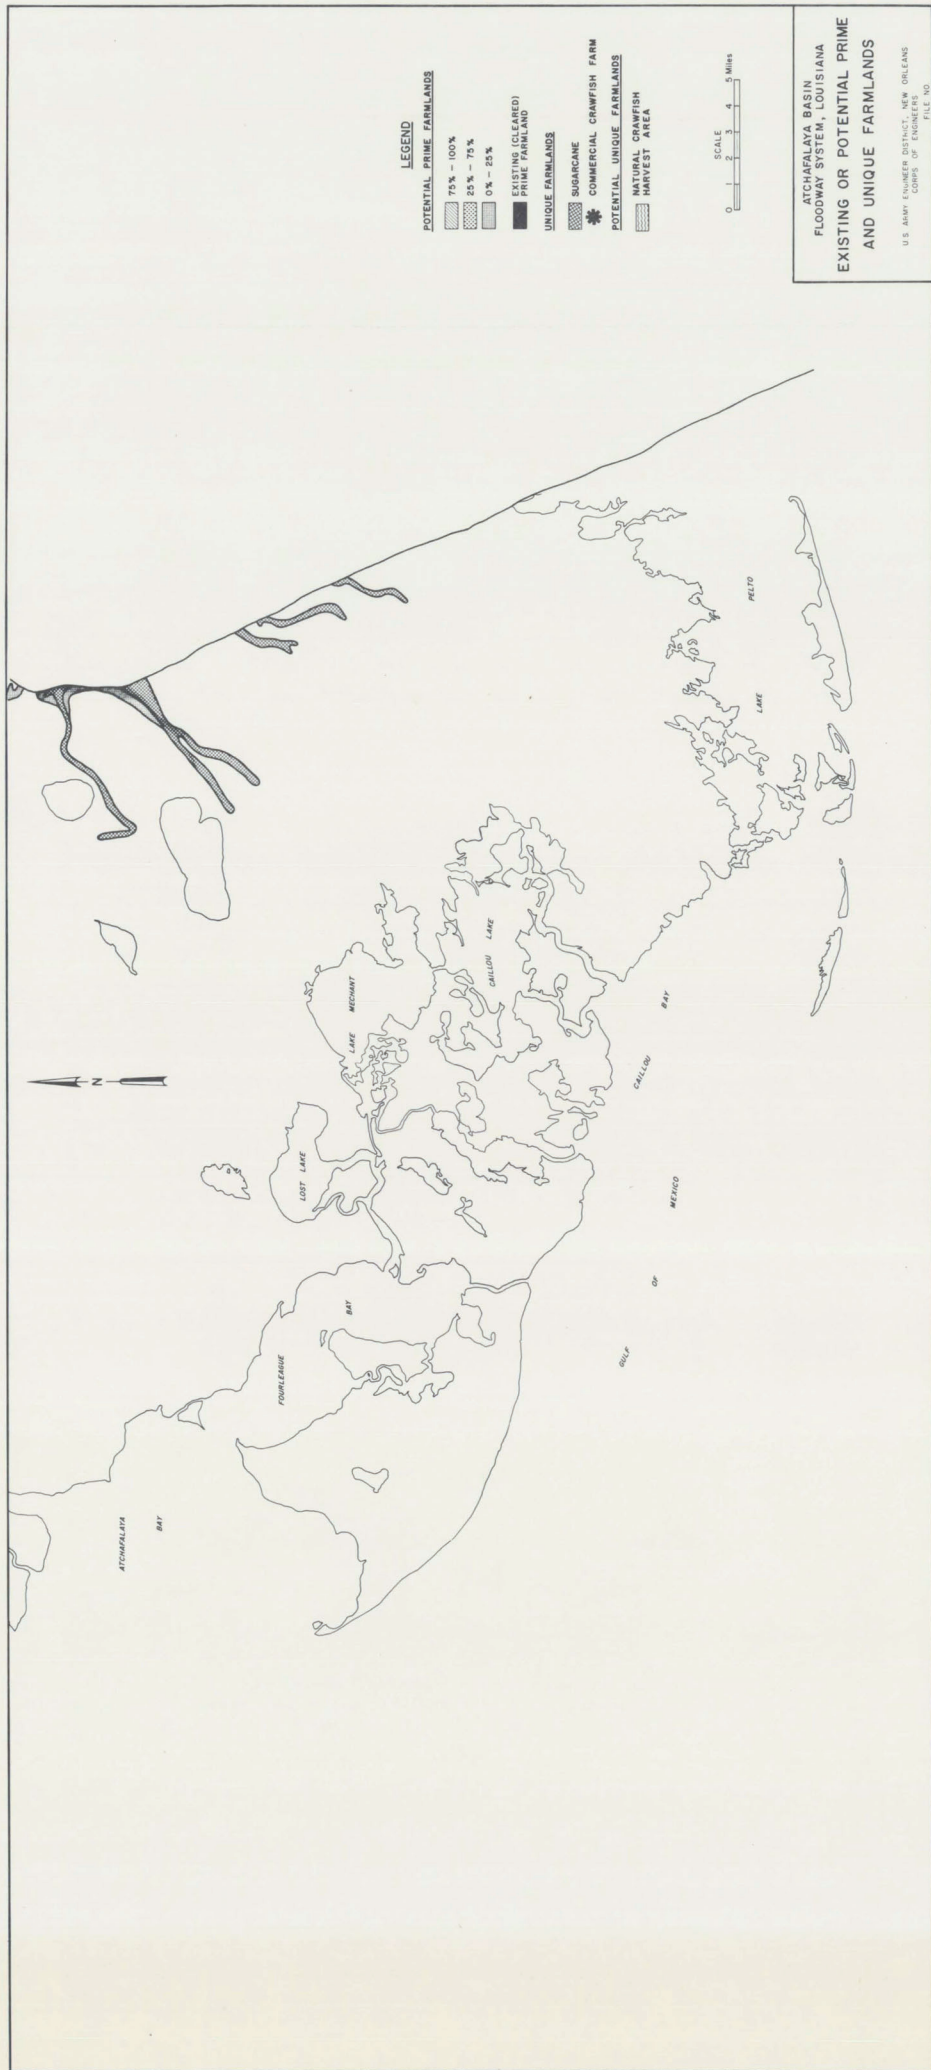 LEGEND
POTENTIAL PRIME FARMLANDS
75% – 100%
25% – 75%
0% – 25%
EXISTING (CLEARED)
PRIME FARMLAND
UNIQUE FARMLANDS
SUGARCANE
COMMERCIAL CRAWFISH FARM
POTENTIAL UNIQUE FARMLANDS
NATURAL CRAWFISH
HARVEST AREA
SCALE
0 1 2 3 4 5 Miles
ATCHAFALAYA BASIN
FLOODWAY SYSTEM, LOUISIANA
EXISTING OR POTENTIAL PRIME
AND UNIQUE FARMLANDS
U.S. ARMY ENGINEER DISTRICT, NEW ORLEANS
CORPS OF ENGINEERS
FILE NO.
N
ATCHAFALAYA
BAY
FOURLEAGUE
BAY
LOST LAKE
LAKE MECHANT
CAILLOU LAKE
LAKE PELTO
CAILLOU BAY
GULF OF MEXICO